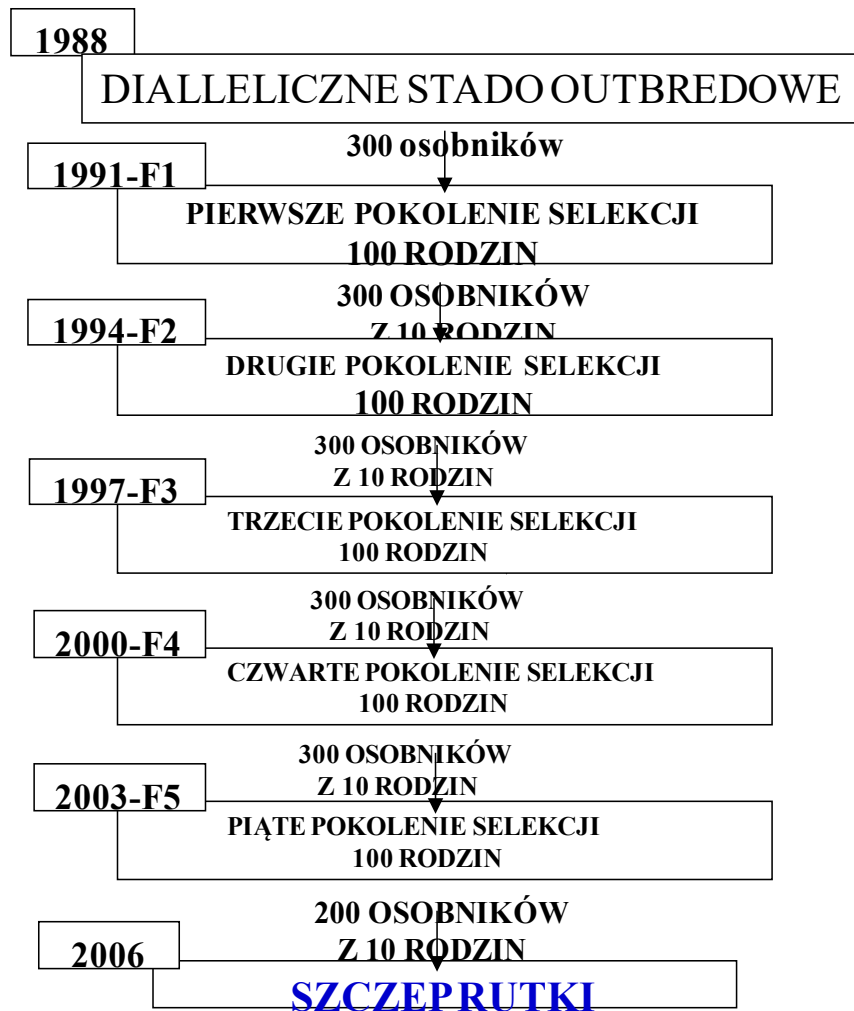 1988
DIALLELICZNE STADO OUTBREDOWE
300 osobników
1991-F1
PIERWSZE POKOLENIE SELEKCJI
100 RODZIN
300 OSOBNIKÓW
Z 10 RODZIN
1994-F2
DRUGIE POKOLENIE SELEKCJI
100 RODZIN
300 OSOBNIKÓW
Z 10 RODZIN
1997-F3
TRZECIE POKOLENIE SELEKCJI
100 RODZIN
300 OSOBNIKÓW
Z 10 RODZIN
2000-F4
CZWARTE POKOLENIE SELEKCJI
100 RODZIN
300 OSOBNIKÓW
Z 10 RODZIN
2003-F5
PIĄTE POKOLENIE SELEKCJI
100 RODZIN
200 OSOBNIKÓW
Z 10 RODZIN
2006
SZCZEP RUTKI